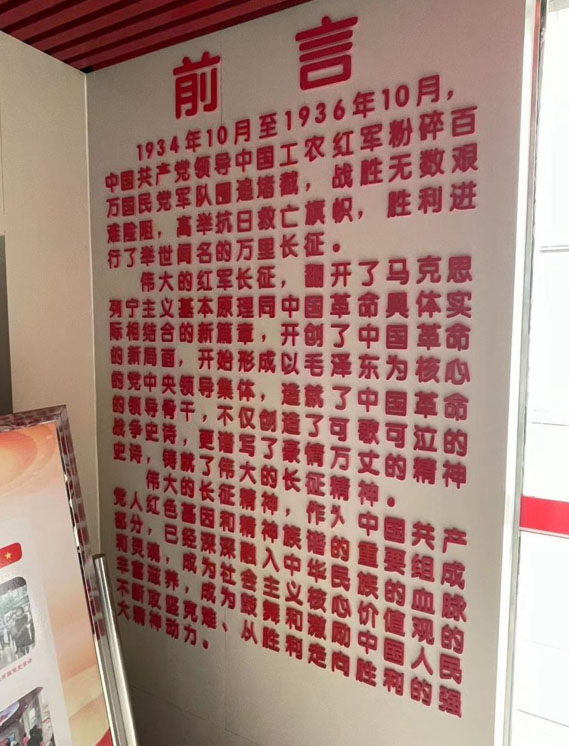 前言
1934年10月至1936年10月，
中国共产党领导中国工农红军粉碎百
万国民党军队围追堵截，战胜无数艰
难险阻，高举抗日救亡旗帜，胜利进
行了举世闻名的万里长征。
伟大的红军长征，翻开了马克思
列宁主义基本原理同中国革命具体实
际相结合的新篇章，开创了中国革命
的新局面，开始形成以毛泽东为核心
的党中央领导集体，造就了中国革命
的领导骨干，不仅创造了可歌可泣的
战争史诗，更谱写了豪情万丈的精神
史诗，铸就了伟大的长征精神。
伟大的长征精神，作为中国共产
党人红色基因和精神族谱的重要组成
部分，已经深深融入中华民族的血脉
和灵魂，成为社会主义核心价值观的
丰富滋养，成为鼓舞和激励中国人民
不断攻坚克难、从胜利走向胜利的强
大精神动力。